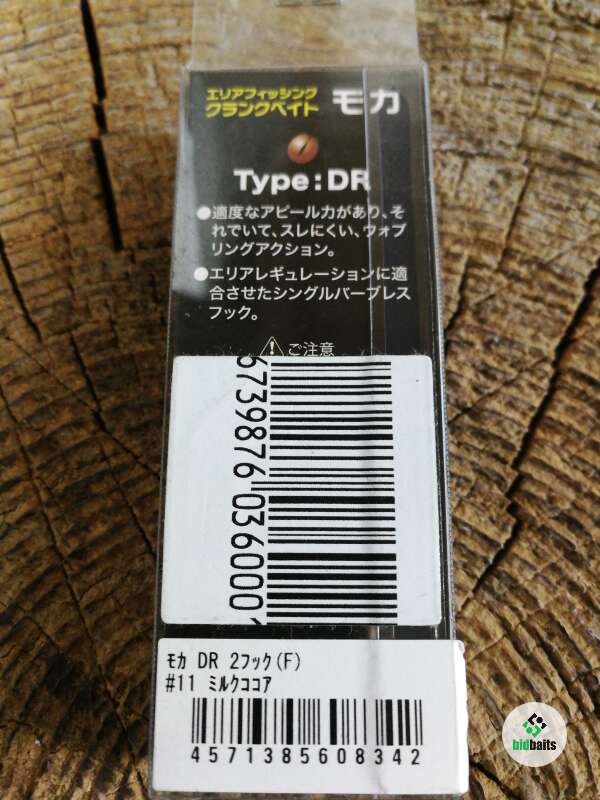 エリアフィッシング
クランクベイト モカ
Type:DR
●適度なアピール力があり、そ
れでいて、スレにくい、ウォブ
リングアクション。
●エリアレギュレーションに適
合させたシングルバーブレス
フック。
ご注意
6739876 036000
モカ DR 2フック(F)
#11 ミルクココア
4571385608342
bidbaits